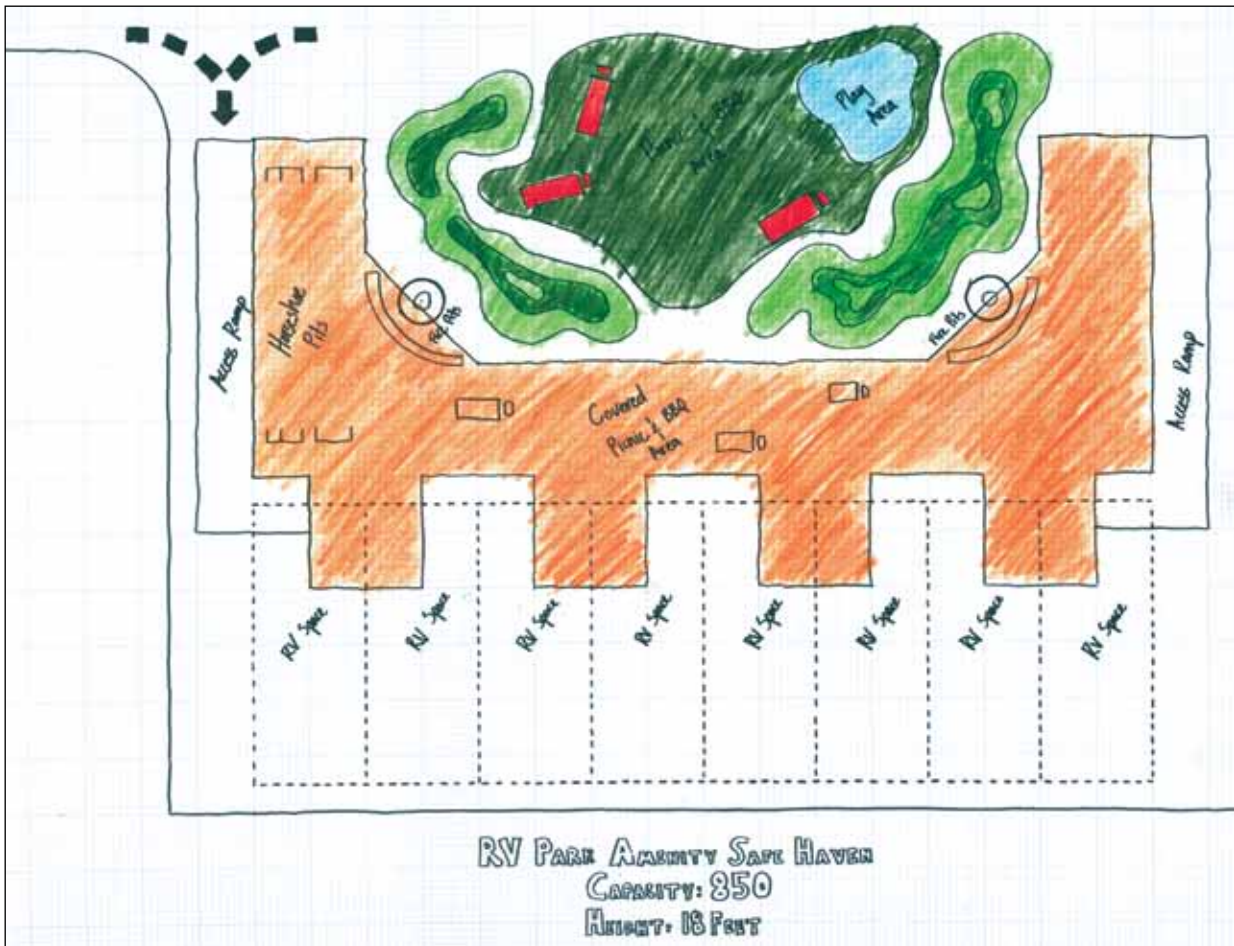 Play
Area
Picnic & BBQ
Area
Access Ramp
Horseshoe
Pits
Fire Pits
Fire Pits
Access Ramp
Covered
Picnic & BBQ
Area
RV Space
RV Space
RV Space
RV Space
RV Space
RV Space
RV Space
RV Space
RV PARK AMENITY SAFE HAVEN
CAPACITY: 850
HEIGHT: 18 FEET